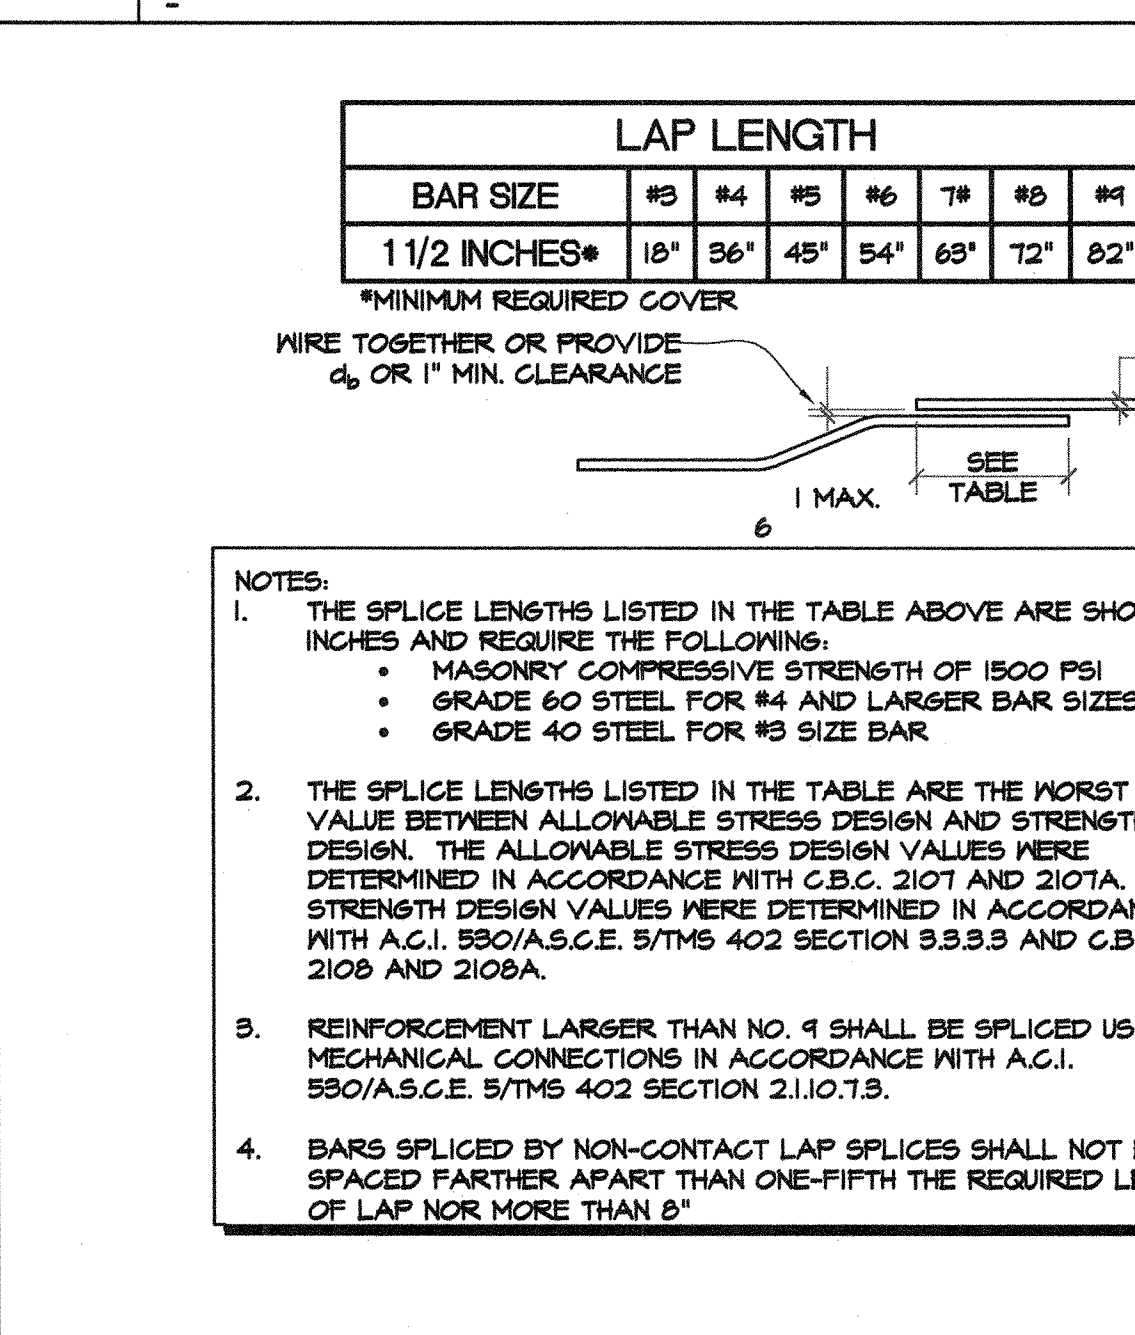 LAP LENGTH
BAR SIZE #3 #4 #5 #6 7# #8 #9
1 1/2 INCHES* 18" 36" 45" 54" 63" 72" 82"
*MINIMUM REQUIRED COVER
WIRE TOGETHER OR PROVIDE
db OR 1" MIN. CLEARANCE
SEE
TABLE
1 MAX.
6
NOTES:
1. THE SPLICE LENGTHS LISTED IN THE TABLE ABOVE ARE SHO
INCHES AND REQUIRE THE FOLLOWING:
• MASONRY COMPRESSIVE STRENGTH OF 1500 PSI
• GRADE 60 STEEL FOR #4 AND LARGER BAR SIZES
• GRADE 40 STEEL FOR #3 SIZE BAR
2. THE SPLICE LENGTHS LISTED IN THE TABLE ARE THE WORST
VALUE BETWEEN ALLOWABLE STRESS DESIGN AND STRENGTH
DESIGN. THE ALLOWABLE STRESS DESIGN VALUES WERE
DETERMINED IN ACCORDANCE WITH C.B.C. 2107 AND 2107A.
STRENGTH DESIGN VALUES WERE DETERMINED IN ACCORDAN
WITH A.C.I. 530/A.S.C.E. 5/TMS 402 SECTION 3.3.3.3 AND C.B
2108 AND 2108A.
3. REINFORCEMENT LARGER THAN NO. 9 SHALL BE SPLICED US
MECHANICAL CONNECTIONS IN ACCORDANCE WITH A.C.I.
530/A.S.C.E. 5/TMS 402 SECTION 2.1.10.7.3.
4. BARS SPLICED BY NON-CONTACT LAP SPLICES SHALL NOT
SPACED FARTHER APART THAN ONE-FIFTH THE REQUIRED LE
OF LAP NOR MORE THAN 8"